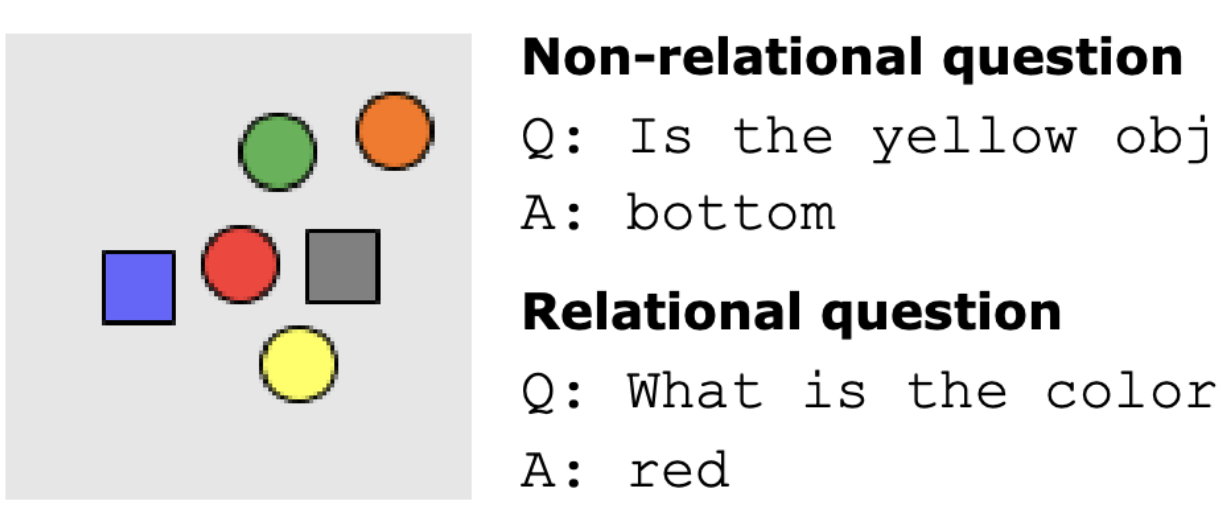 Non-relational question
Q: Is the yellow obj
A: bottom
Relational question
Q: What is the color
A: red